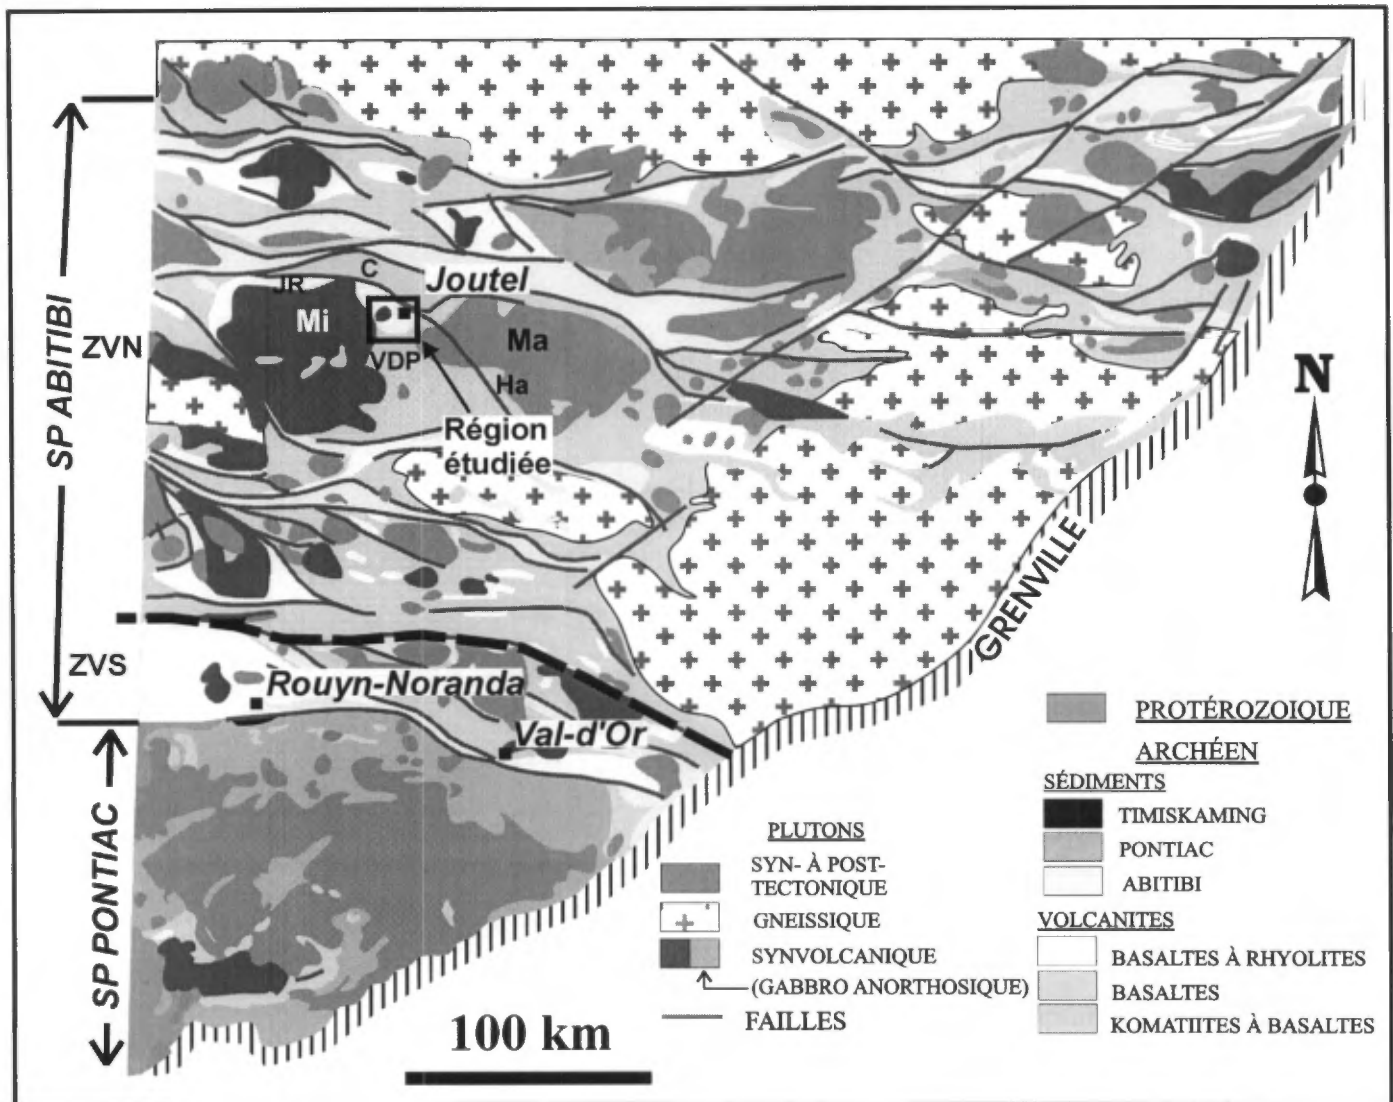 SP ABITIBI
ZVN
ZVS
SP PONTIAC
JR
C
Joutel
Mi
VDP
Ma
Ha
Région
étudiée
N
GRENVILLE
Rouyn-Noranda
Val-d'Or
100 km
PLUTONS
SYN- À POST-
TECTONIQUE
GNEISSIQUE
SYNVOLCANIQUE
(GABBRO ANORTHOSIQUE)
FAILLES
PROTÉROZOIQUE
ARCHÉEN
SÉDIMENTS
TIMISKAMING
PONTIAC
ABITIBI
VOLCANITES
BASALTES À RHYOLITES
BASALTES
KOMATIITES À BASALTES